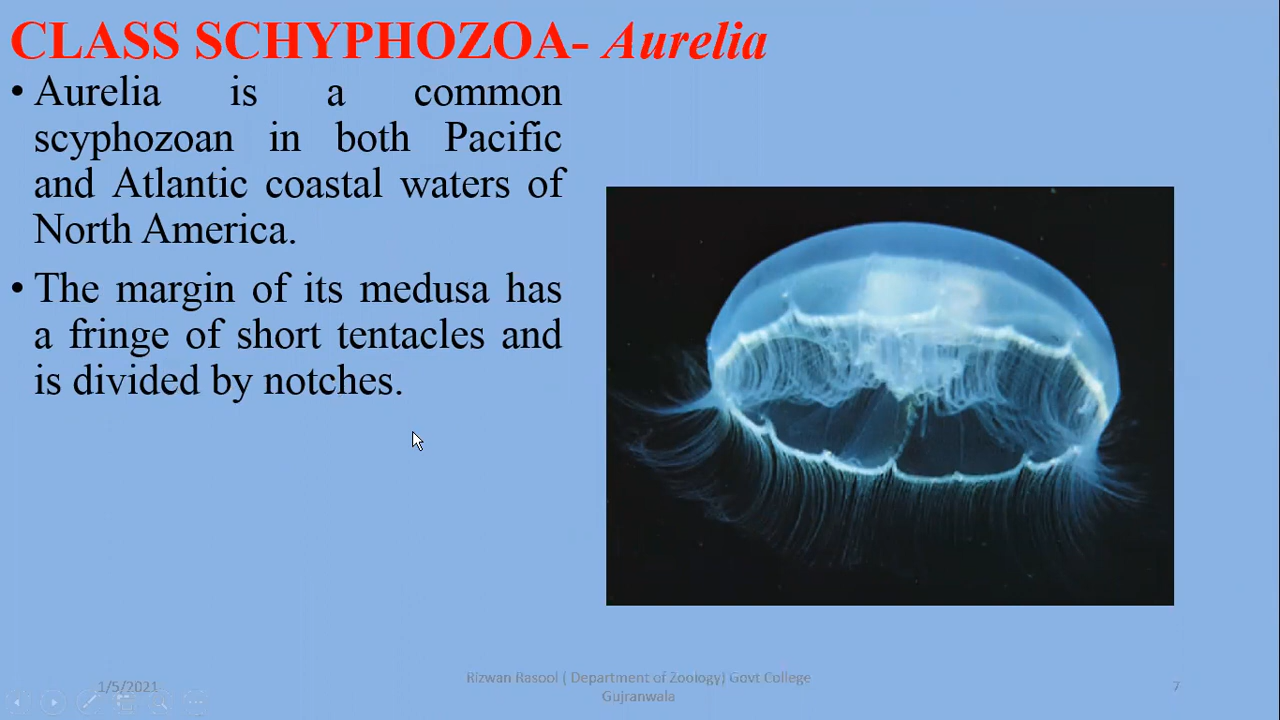 CLASS SCHYPHOZOA- Aurelia
• Aurelia is a common
scyphozoan in both Pacific
and Atlantic coastal waters of
North America.
• The margin of its medusa has
a fringe of short tentacles and
is divided by notches.
1/5/2021
Rizwan Rasool ( Department of Zoology) Govt College
Gujranwala
7